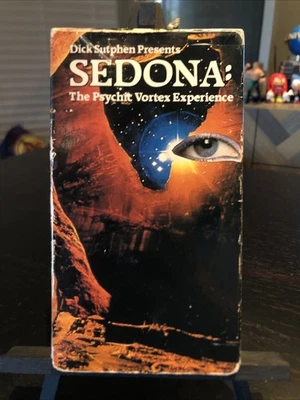 Dick Sutphen Presents
SEDONA:
The Psychic Vortex Experience